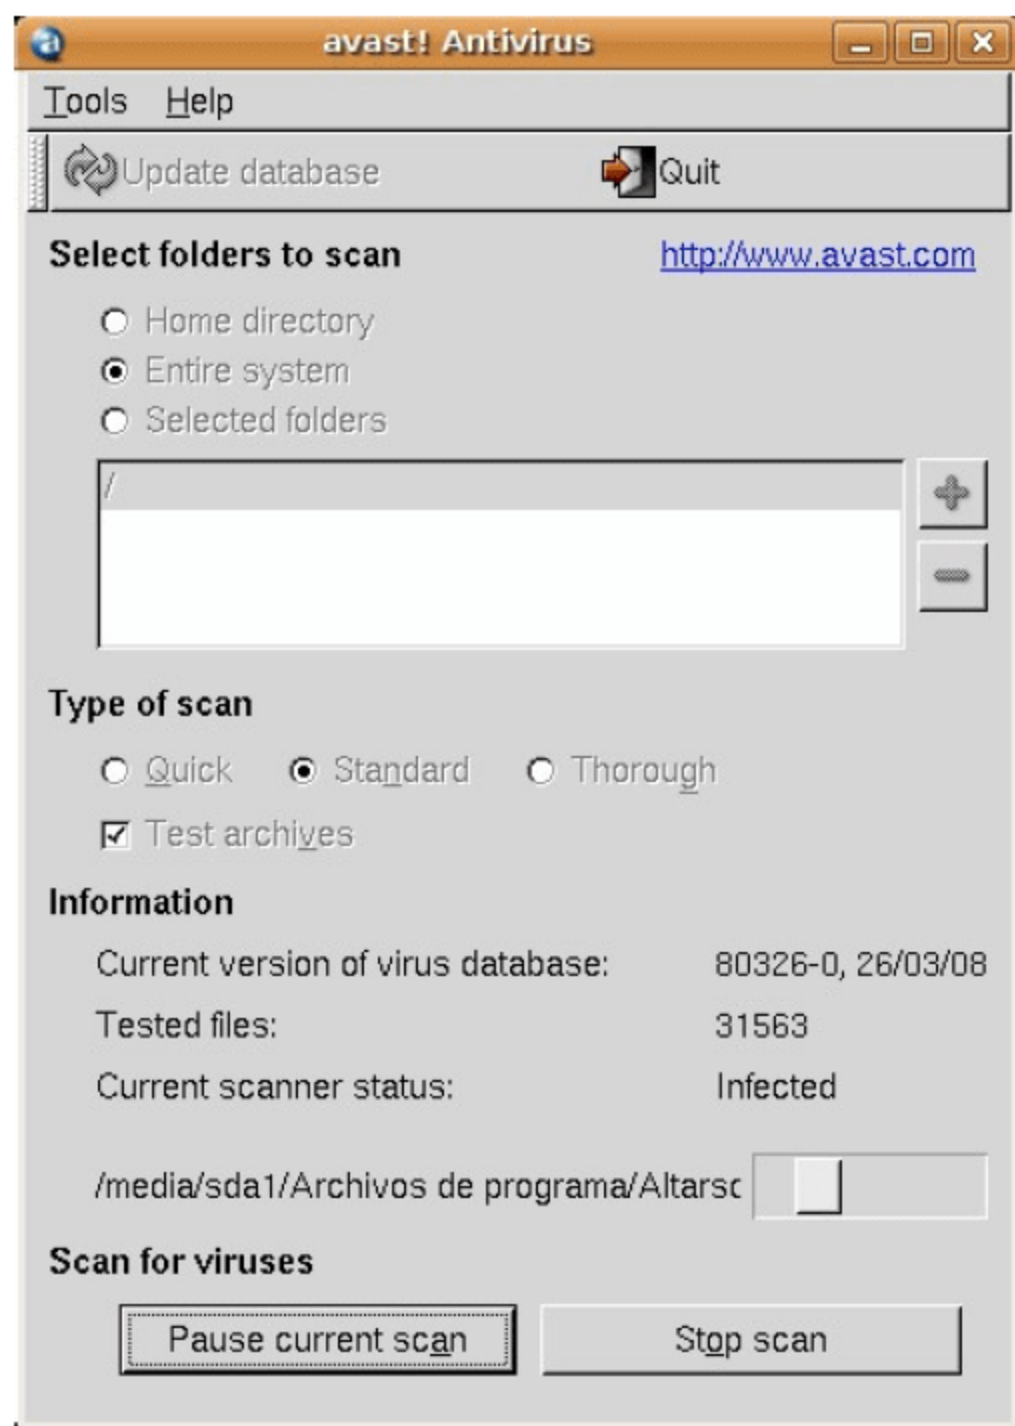 avast! Antivirus
Tools Help
Update database Quit
Select folders to scan http://www.avast.com
Home directory
Entire system
Selected folders
/
Type of scan
Quick Standard Thorough
Test archives
Information
Current version of virus database: 80326-0, 26/03/08
Tested files: 31563
Current scanner status: Infected
/media/sda1/Archivos de programa/Altarsc
Scan for viruses
Pause current scan Stop scan